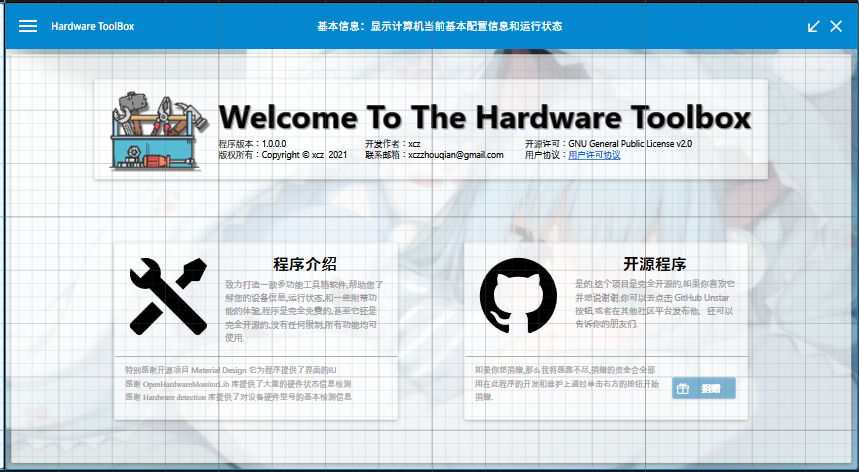 Hardware ToolBox
基本信息：显示计算机当前基本配置信息和运行状态
Welcome To The Hardware Toolbox
程序版本：1.0.0.0 开发作者：xcz 开源许可：GNU General Public License v2.0
版权所有：Copyright © xcz 2021 联系邮箱：xczzhouqian@gmail.com 用户协议：用户许可协议
程序介绍
致力打造一款多功能工具箱软件,帮助您了
解您的设备信息,运行状态,和一些附带功
能的体验,程序是完全免费的,甚至它还是
完全开源的,没有任何限制,所有功能均可
使用.
特别感谢开源项目 Material Design 它为程序提供了界面的IU
感谢 OpenHardwareMonitorLib 库提供了大量的硬件状态信息检测
感谢 Hardware detection 库提供了对设备硬件型号的基本检测信息
开源程序
是的,这个项目是完全开源的,如果你喜欢它
并想说谢谢,你可以去点击 GitHub Unstar
按钮,或者在其他社区平台发布他. 还可以
告诉你的朋友们.
如果你想捐赠,那么我将感激不尽,捐赠的资金会全部
用在此程序的开发和维护上通过单击右方的按钮开始
捐赠.
捐赠